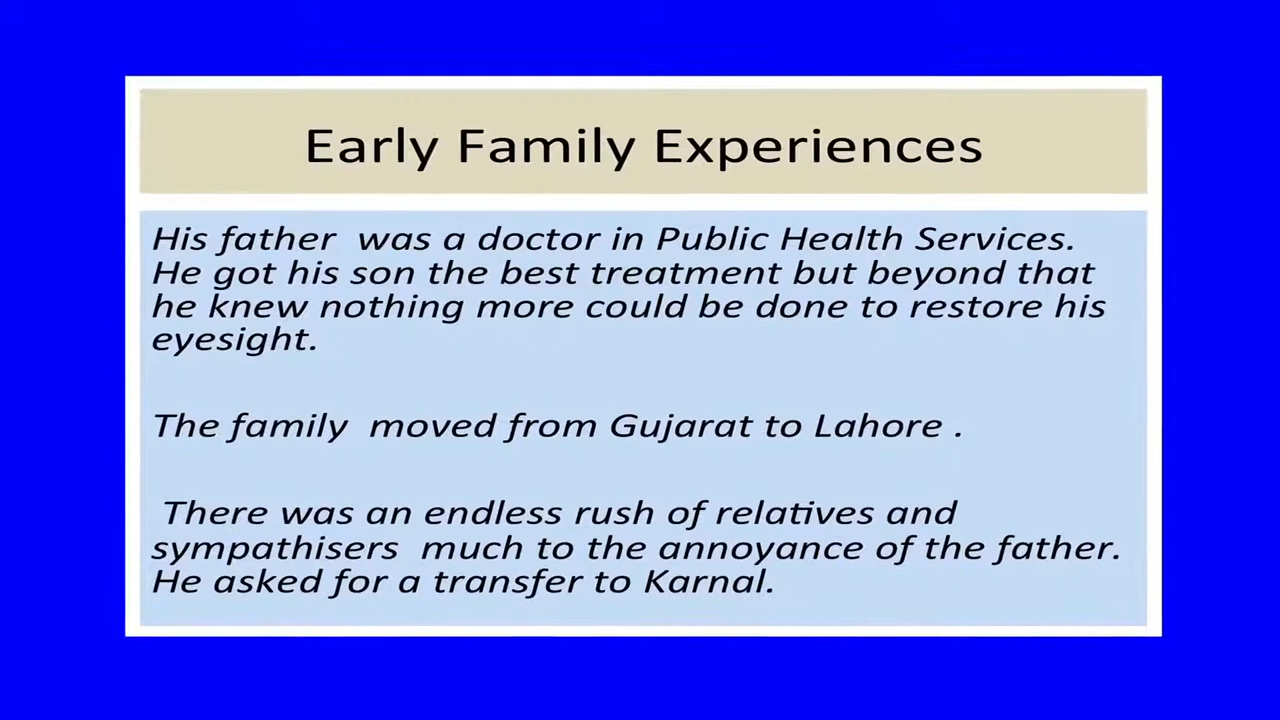 Early Family Experiences
His father  was a doctor in Public Health Services.
He got his son the best treatment but beyond that
he knew nothing more could be done to restore his
eyesight.
The family  moved from Gujarat to Lahore .
There was an endless rush of relatives and
sympathisers  much to the annoyance of the father.
He asked for a transfer to Karnal.